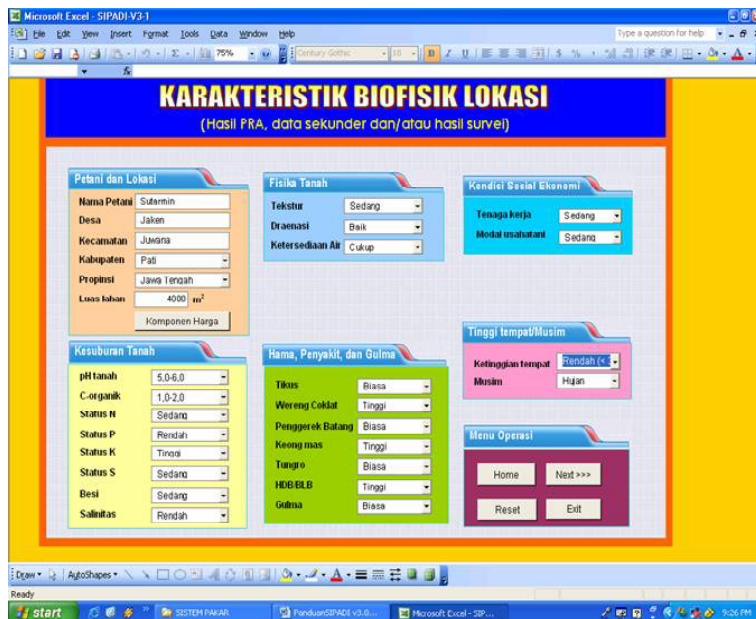 Microsoft Excel - SIPADI-V3-1
File Edit View Insert Format Tools Data Window Help
Type a question for help
75% Century Gothic 18 B I U $ %
fx
KARAKTERISTIK BIOFISIK LOKASI
(Hasil PRA, data sekunder dan/atau hasil survei)
Petani dan Lokasi
Nama Petani Sutarmin
Desa Jaken
Kecamatan Juwana
Kabupaten Pati
Propinsi Jawa Tengah
Luas lahan 4000 m²
Komponen Harga
Fisika Tanah
Tekstur Sedang
Draenasi Baik
Ketersediaan Air Cukup
Kondisi Sosial Ekonomi
Tenaga kerja Sedang
Modal usahatani Sedang
Kesuburan Tanah
pH tanah 5,0-6,0
C-organik 1,0-2,0
Status N Sedang
Status P Rendah
Status K Tinggi
Status S Sedang
Besi Sedang
Salinitas Rendah
Hama, Penyakit, dan Gulma
Tikus Biasa
Wereng Coklat Tinggi
Penggerek Batang Biasa
Keong mas Tinggi
Tungro Biasa
HDB/BLB Tinggi
Gulma Biasa
Tinggi tempat/Musim
Ketinggian tempat Rendah (<
Musim Hujan
Menu Operasi
Home Next >>>
Reset Exit
Draw AutoShapes
Ready
start SISTEM PAKAR PanduanSIPADI v3.0... Microsoft Excel - SIP... 9:26 PM